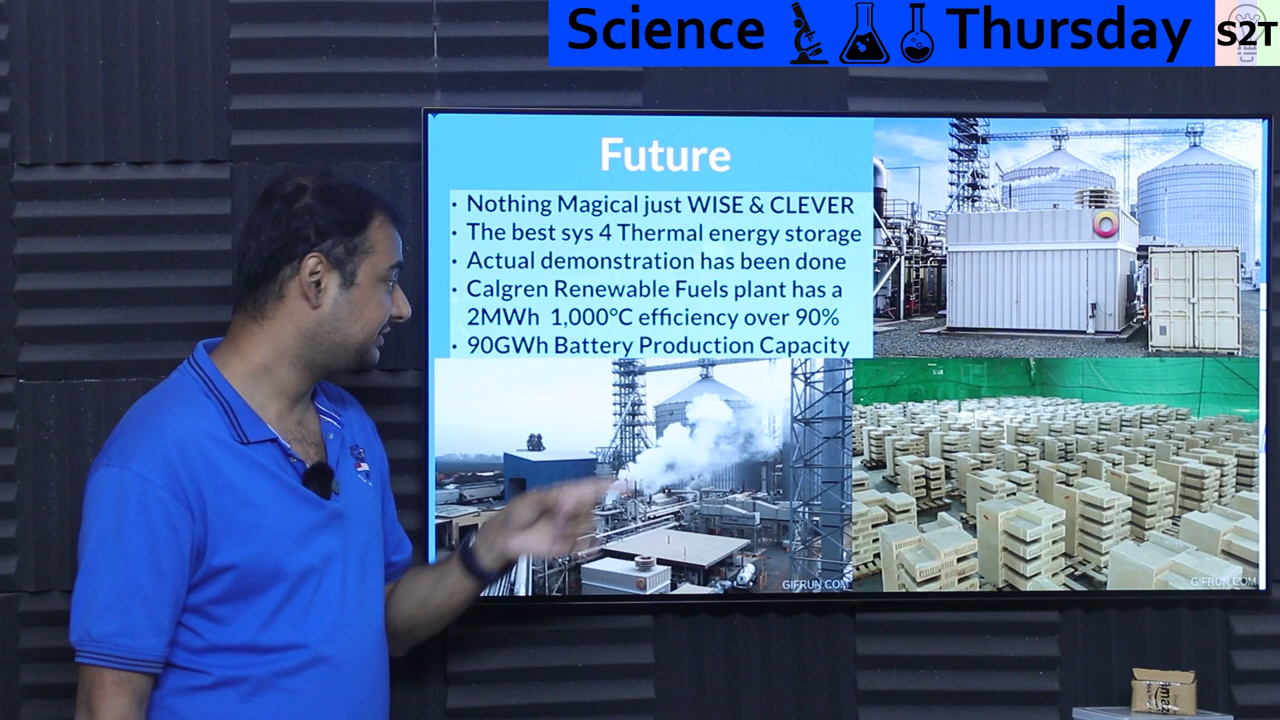 Science Thursday
S2T
Future
• Nothing Magical just WISE & CLEVER
• The best sys 4 Thermal energy storage
• Actual demonstration has been done
• Calgren Renewable Fuels plant has a
2MWh 1,000°C efficiency over 90%
• 90GWh Battery Production Capacity
GIFRUN.COM
GIFRUN.COM